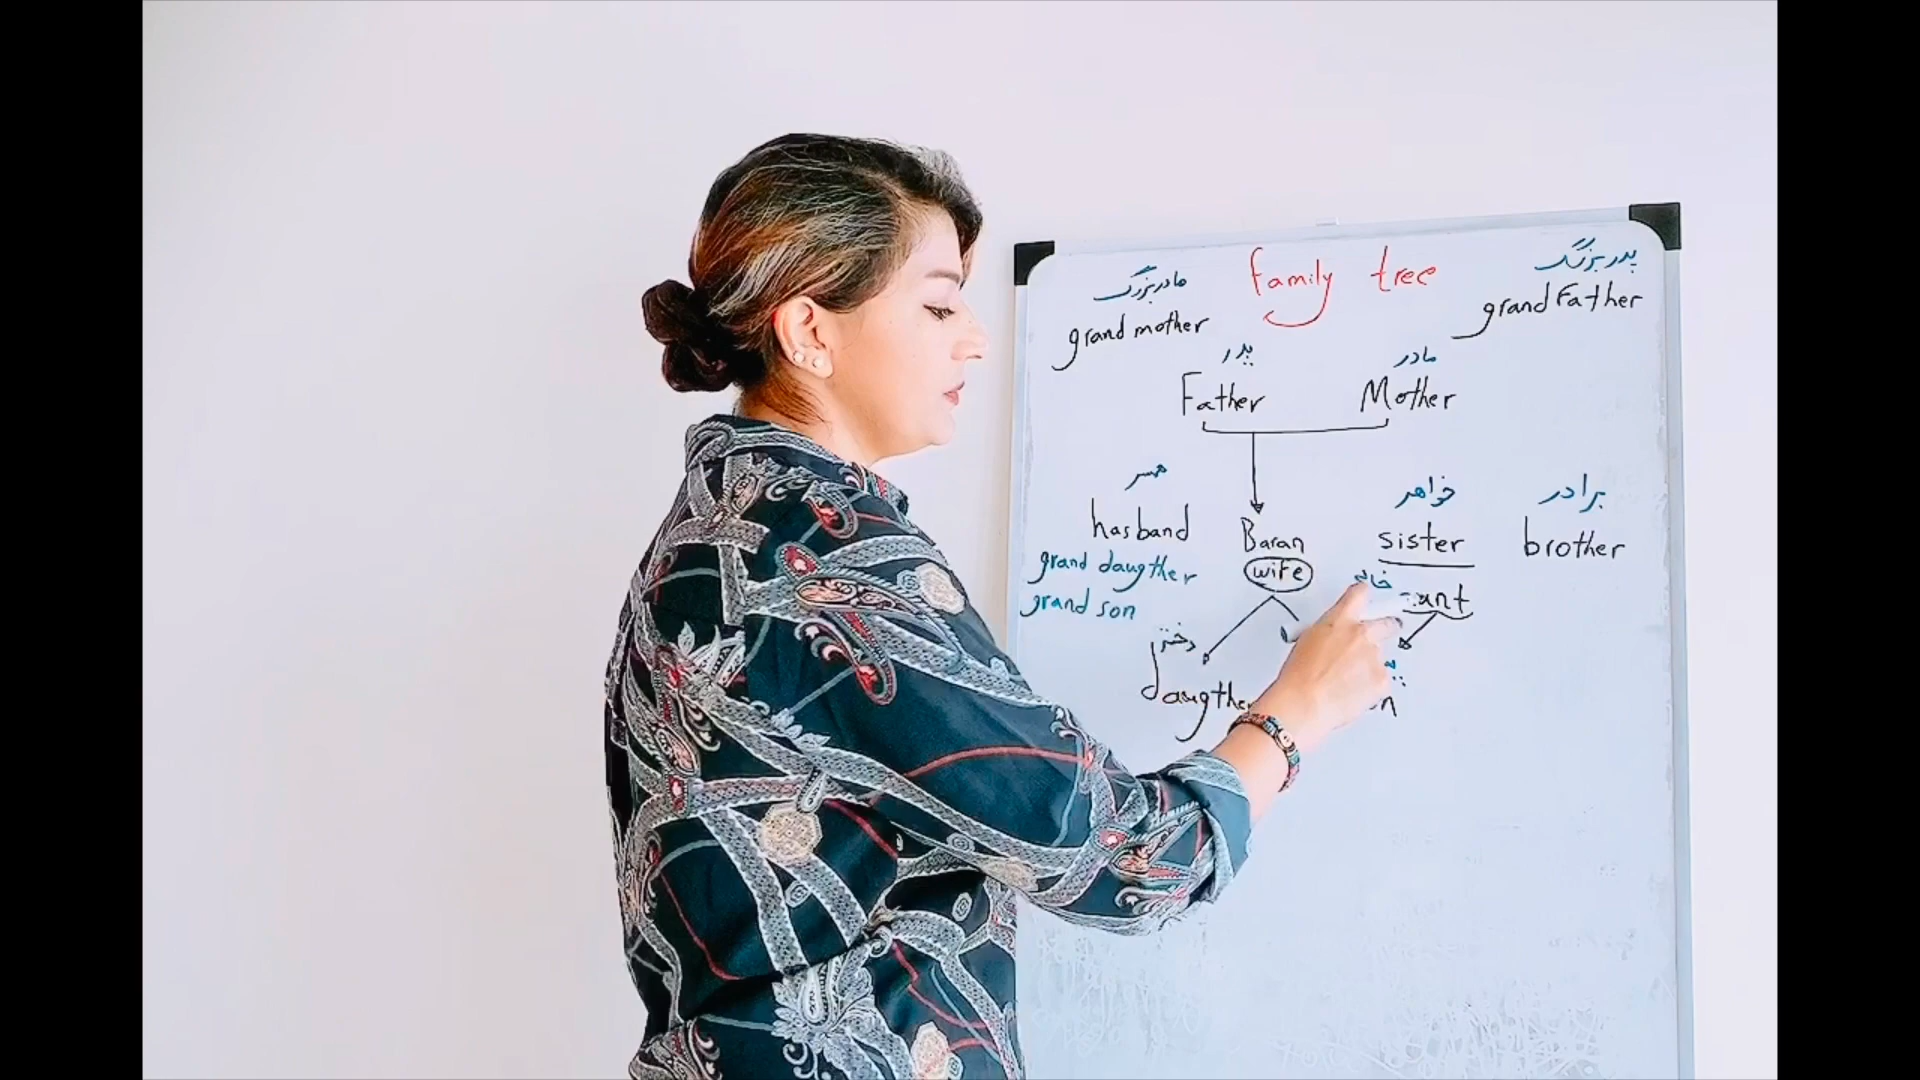 family tree
مادربزرگ
grand mother
پدربزرگ
grand Father
پدر
Father
مادر
Mother
همسر
hasband
Baran
wife
خواهر
sister
برادر
brother
grand daugther
grand son
خاله
دختر